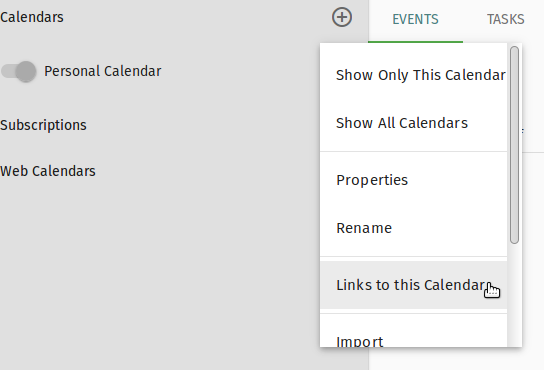 Calendars
EVENTS
TASKS
Personal Calendar
Subscriptions
Web Calendars
Show Only This Calendar
Show All Calendars
Properties
Rename
Links to this Calendar
Import